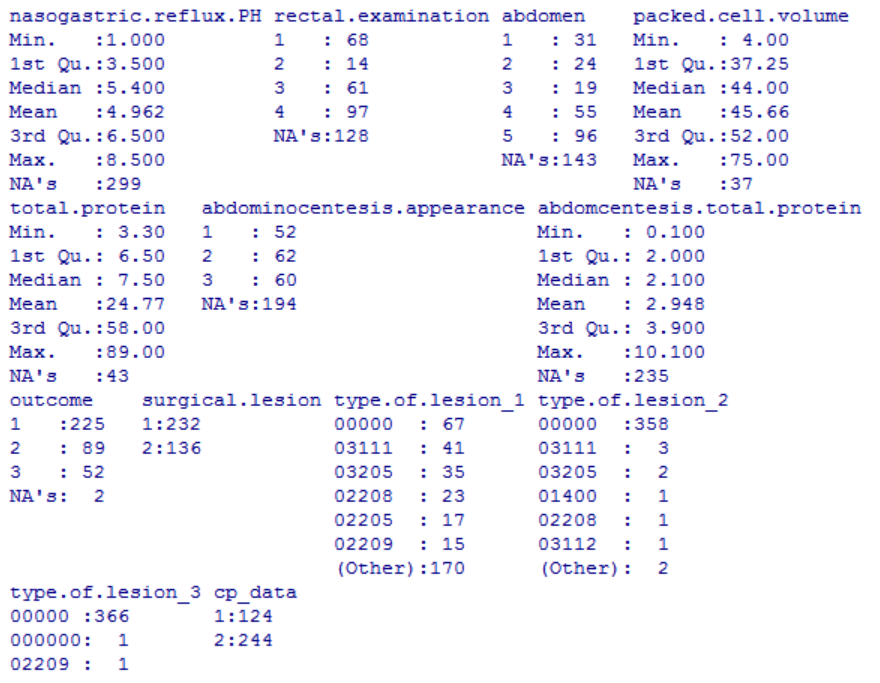 nasogastric.reflux.PH rectal.examination abdomen    packed.cell.volume
Min.   :1.000         1   : 68           1   : 31   Min.   : 4.00
1st Qu.:3.500         2   : 14           2   : 24   1st Qu.:37.25
Median :5.400         3   : 61           3   : 19   Median :44.00
Mean   :4.962         4   : 97           4   : 55   Mean   :45.66
3rd Qu.:6.500         NA's:128           5   : 96   3rd Qu.:52.00
Max.   :8.500                            NA's:143   Max.   :75.00
NA's   :299                                         NA's   :37
total.protein   abdominocentesis.appearance abdomcentesis.total.protein
Min.   : 3.30   1   : 52                    Min.   : 0.100
1st Qu.: 6.50   2   : 62                    1st Qu.: 2.000
Median : 7.50   3   : 60                    Median : 2.100
Mean   :24.77   NA's:194                    Mean   : 2.948
3rd Qu.:58.00                               3rd Qu.: 3.900
Max.   :89.00                               Max.   :10.100
NA's   :43                                  NA's   :235
outcome    surgical.lesion type.of.lesion_1 type.of.lesion_2
1   :225   1:232           00000  : 67      00000  :358
2   : 89   2:136           03111  : 41      03111  :  3
3   : 52                   03205  : 35      03205  :  2
NA's:  2                   02208  : 23      01400  :  1
                           02205  : 17      02208  :  1
                           02209  : 15      03112  :  1
                           (Other):170      (Other):  2
type.of.lesion_3 cp_data
00000 :366       1:124
000000:  1       2:244
02209 :  1